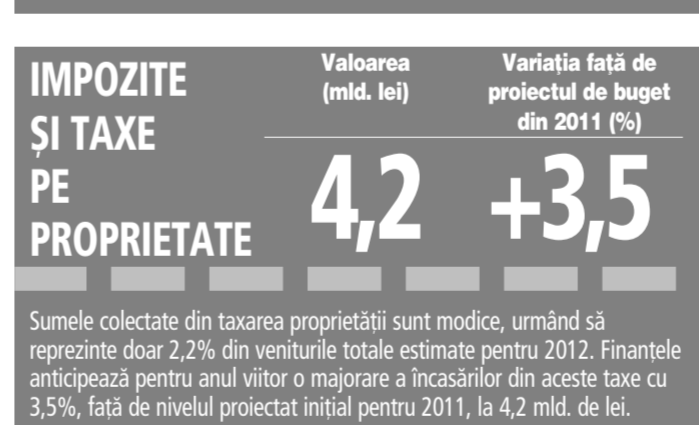 IMPOZITE
ȘI TAXE
PE
PROPRIETATE
Valoarea
(mld. lei)
4,2
Variația față de
proiectul de buget
din 2011 (%)
+3,5
Sumele colectate din taxarea proprietății sunt modice, urmând să
reprezinte doar 2,2% din veniturile totale estimate pentru 2012. Finanțele
anticipează pentru anul viitor o majorare a încasărilor din aceste taxe cu
3,5%, față de nivelul proiectat inițial pentru 2011, la 4,2 mld. de lei.